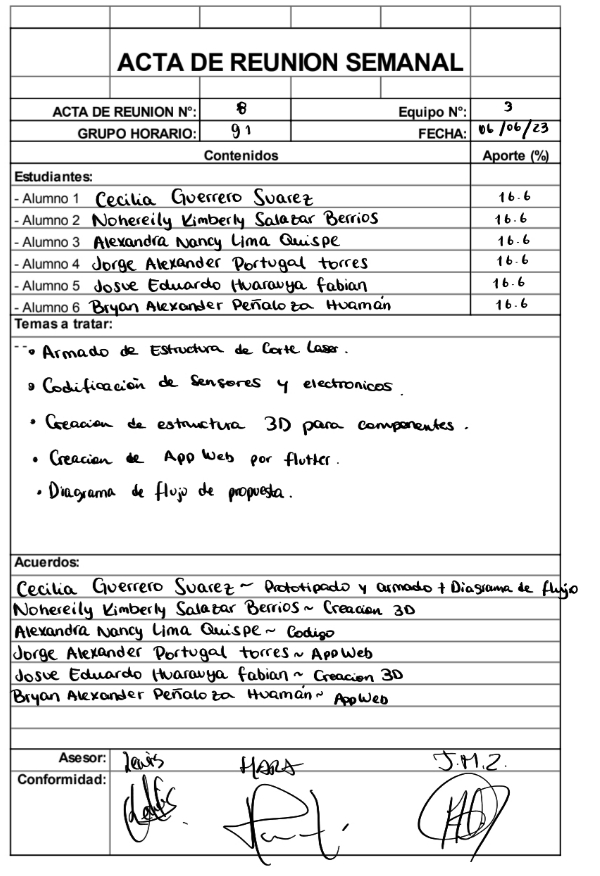 ACTA DE REUNION SEMANAL
ACTA DE REUNION N°: 8 Equipo N°: 3
GRUPO HORARIO: 91 FECHA: 06/06/23
Contenidos Aporte (%)
Estudiantes:
- Alumno 1 Cecilia Guerrero Suarez 16.6
- Alumno 2 Nohereily Kimberly Salazar Berrios 16.6
- Alumno 3 Alexandra Nancy Lima Quispe 16.6
- Alumno 4 Jorge Alexander Portugal torres 16.6
- Alumno 5 Josue Eduardo Huaravya fabian 16.6
- Alumno 6 Bryan Alexander Peñaloza Huamán 16.6
Temas a tratar:
• Armado de Estructura de Corte Laser.
• Codificación de Sensores y electronicos.
• Creacion de estructura 3D para componentes.
• Creacion de App Web por flutter.
• Diagrama de flujo de propuesta.
Acuerdos:
Cecilia Guerrero Suarez ~ Prototipado y armado + Diagrama de flujo
Nohereily Kimberly Salazar Berrios ~ Creacion 3D
Alexandra Nancy Lima Quispe ~ Codigo
Jorge Alexander Portugal torres ~ App Web
Josue Eduardo Huaravya fabian ~ Creacion 3D
Bryan Alexander Peñaloza Huamán ~ App Web
Asesor: Lewis HARA J.M.Z.
Conformidad: